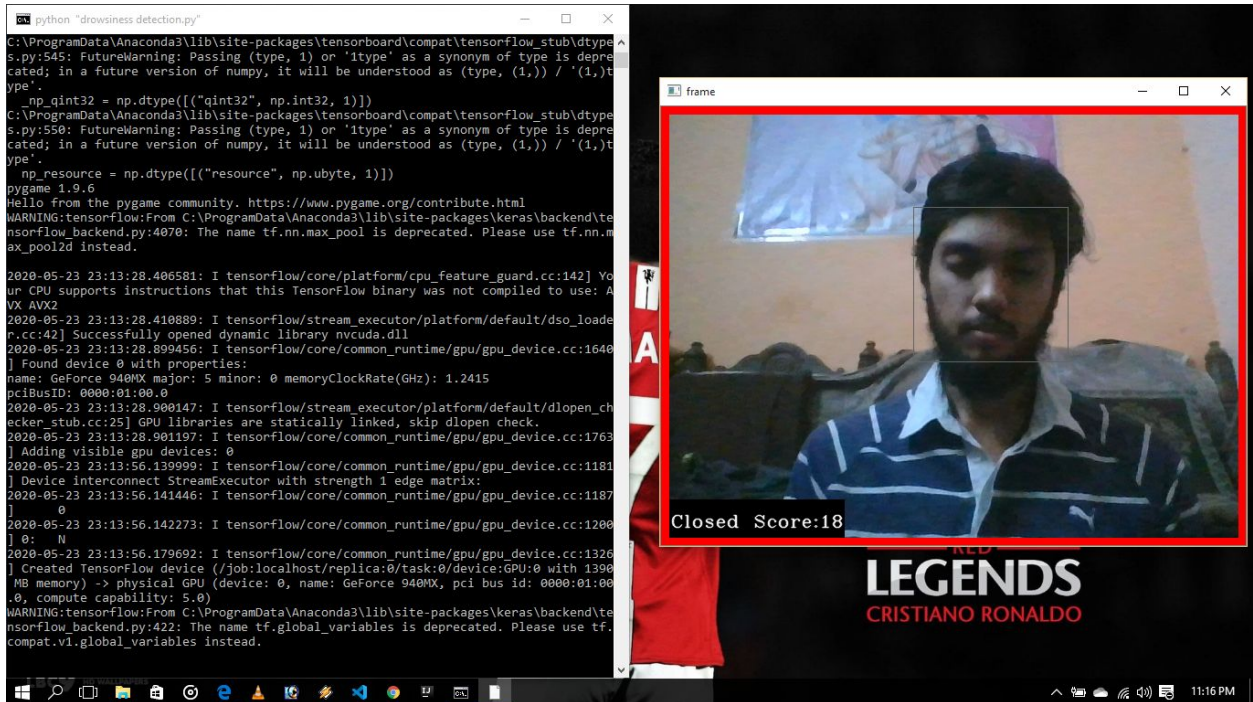 python "drowsiness detection.py"
C:\ProgramData\Anaconda3\lib\site-packages\tensorboard\compat\tensorflow_stub\dtype
s.py:545: FutureWarning: Passing (type, 1) or '1type' as a synonym of type is depre
cated; in a future version of numpy, it will be understood as (type, (1,)) / '(1,)t
ype'.
_np_qint32 = np.dtype([("qint32", np.int32, 1)])
C:\ProgramData\Anaconda3\lib\site-packages\tensorboard\compat\tensorflow_stub\dtype
s.py:550: FutureWarning: Passing (type, 1) or '1type' as a synonym of type is depre
cated; in a future version of numpy, it will be understood as (type, (1,)) / '(1,)t
ype'.
np_resource = np.dtype([("resource", np.ubyte, 1)])
pygame 1.9.6
Hello from the pygame community. https://www.pygame.org/contribute.html
WARNING:tensorflow:From C:\ProgramData\Anaconda3\lib\site-packages\keras\backend\te
nsorflow_backend.py:4070: The name tf.nn.max_pool is deprecated. Please use tf.nn.m
ax_pool2d instead.
2020-05-23 23:13:28.406581: I tensorflow/core/platform/cpu_feature_guard.cc:142] Yo
ur CPU supports instructions that this TensorFlow binary was not compiled to use: A
VX AVX2
2020-05-23 23:13:28.410889: I tensorflow/stream_executor/platform/default/dso_loade
r.cc:42] Successfully opened dynamic library nvcuda.dll
2020-05-23 23:13:28.899456: I tensorflow/core/common_runtime/gpu/gpu_device.cc:1640
] Found device 0 with properties:
name: GeForce 940MX major: 5 minor: 0 memoryClockRate(GHz): 1.2415
pciBusID: 0000:01:00.0
2020-05-23 23:13:28.900147: I tensorflow/stream_executor/platform/default/dlopen_ch
ecker_stub.cc:25] GPU libraries are statically linked, skip dlopen check.
2020-05-23 23:13:28.901197: I tensorflow/core/common_runtime/gpu/gpu_device.cc:1763
] Adding visible gpu devices: 0
2020-05-23 23:13:56.139999: I tensorflow/core/common_runtime/gpu/gpu_device.cc:1181
] Device interconnect StreamExecutor with strength 1 edge matrix:
2020-05-23 23:13:56.141446: I tensorflow/core/common_runtime/gpu/gpu_device.cc:1187
]      0
2020-05-23 23:13:56.142273: I tensorflow/core/common_runtime/gpu/gpu_device.cc:1200
] 0:   N
2020-05-23 23:13:56.179692: I tensorflow/core/common_runtime/gpu/gpu_device.cc:1326
] Created TensorFlow device (/job:localhost/replica:0/task:0/device:GPU:0 with 1390
MB memory) -> physical GPU (device: 0, name: GeForce 940MX, pci bus id: 0000:01:00
.0, compute capability: 5.0)
WARNING:tensorflow:From C:\ProgramData\Anaconda3\lib\site-packages\keras\backend\te
nsorflow_backend.py:422: The name tf.global_variables is deprecated. Please use tf.
compat.v1.global_variables instead.
frame
Closed Score:18
A
RED
LEGENDS
CRISTIANO RONALDO
HD WALLPAPERS
11:16 PM